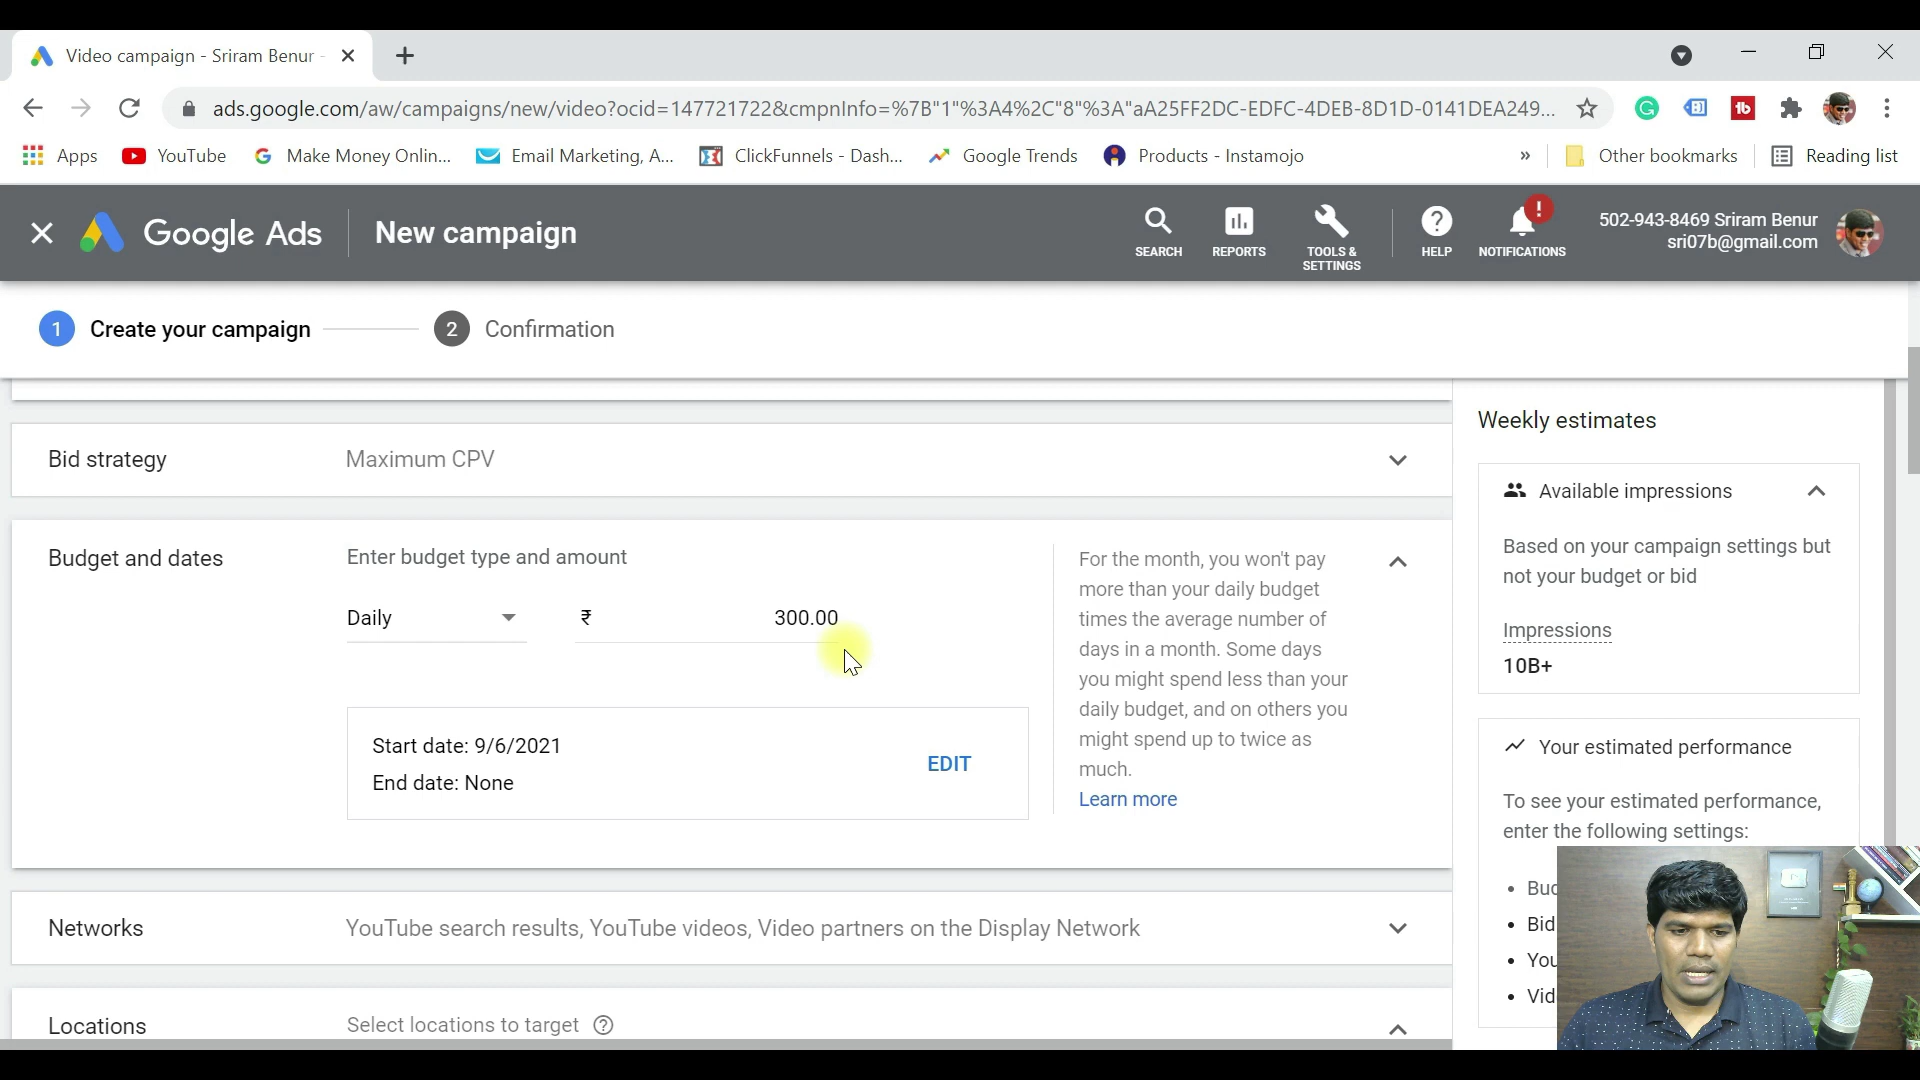 Video campaign - Sriram Benur -
ads.google.com/aw/campaigns/new/video?ocid=147721722&cmpnInfo=%7B"1"%3A4%2C"8"%3A"aA25FF2DC-EDFC-4DEB-8D1D-0141DEA249...
Apps YouTube Make Money Onlin... Email Marketing, A... ClickFunnels - Dash... Google Trends Products - Instamojo » Other bookmarks Reading list
Google Ads New campaign
SEARCH REPORTS TOOLS & SETTINGS HELP NOTIFICATIONS
502-943-8469 Sriram Benur
sri07b@gmail.com
1 Create your campaign 2 Confirmation
Bid strategy Maximum CPV
Budget and dates Enter budget type and amount
Daily ₹ 300.00
Start date: 9/6/2021
End date: None
EDIT
For the month, you won't pay
more than your daily budget
times the average number of
days in a month. Some days
you might spend less than your
daily budget, and on others you
might spend up to twice as
much.
Learn more
Networks YouTube search results, YouTube videos, Video partners on the Display Network
Locations Select locations to target
Weekly estimates
Available impressions
Based on your campaign settings but
not your budget or bid
Impressions
10B+
Your estimated performance
To see your estimated performance,
enter the following settings:
• Bud
• Bid
• You
• Vid